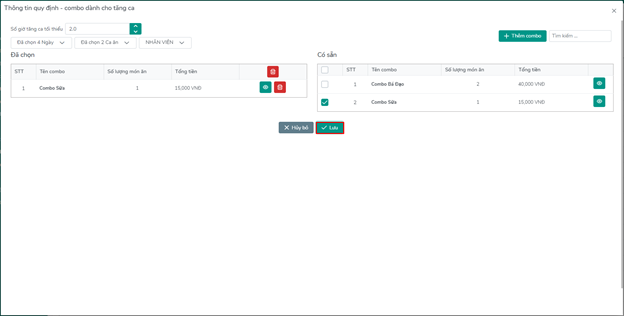 Thông tin quy định - combo dành cho tăng ca
Số giờ tăng ca tối thiểu 2.0
Đã chọn 4 Ngày Đã chọn 2 Ca ăn NHÂN VIÊN
Thêm combo Tìm kiếm ...
Đã chọn
STT Tên combo Số lượng món ăn Tổng tiền
1 Combo Sữa 1 15,000 VNĐ
Có sẵn
STT Tên combo Số lượng món ăn Tổng tiền
1 Combo Bá Đạo 2 40,000 VNĐ
2 Combo Sữa 1 15,000 VNĐ
Hủy bỏ Lưu